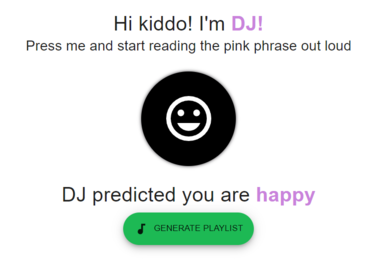 Hi kiddo! I'm DJ!
Press me and start reading the pink phrase out loud
DJ predicted you are happy
GENERATE PLAYLIST